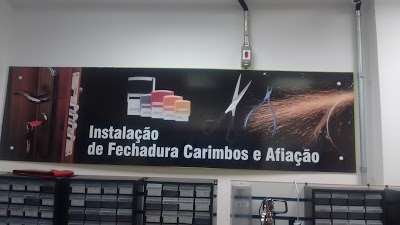 Instalação
de Fechadura Carimbos e Afiação